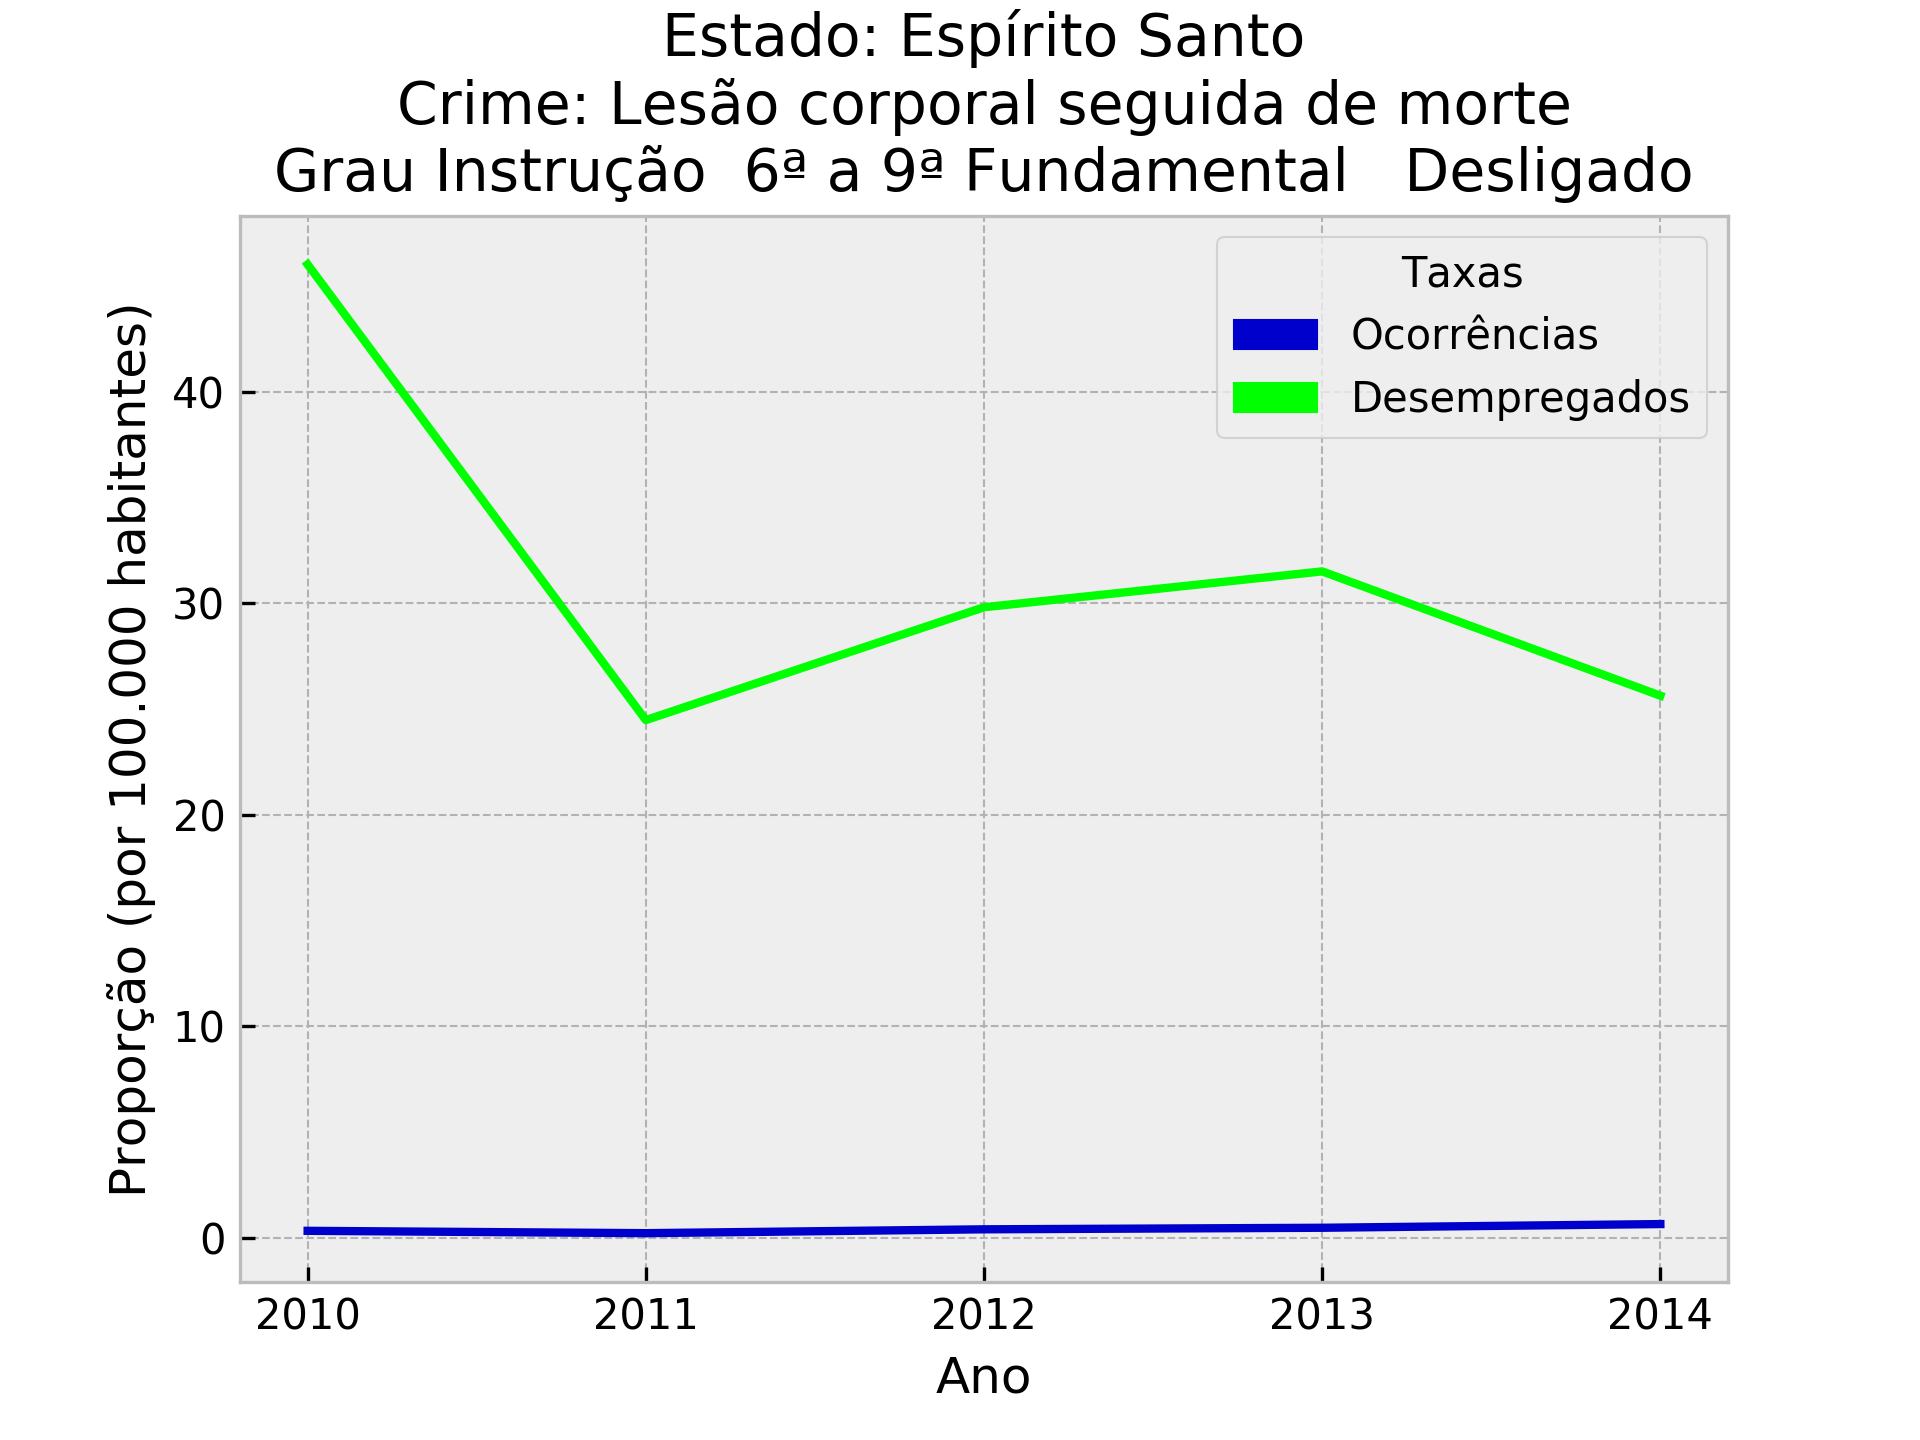 Estado: Espírito Santo
Crime: Lesão corporal seguida de morte
Grau Instrução  6ª a 9ª Fundamental   Desligado
Taxas
Ocorrências
Desempregados
Proporção (por 100.000 habitantes)
40
30
20
10
0
2010 2011 2012 2013 2014
Ano